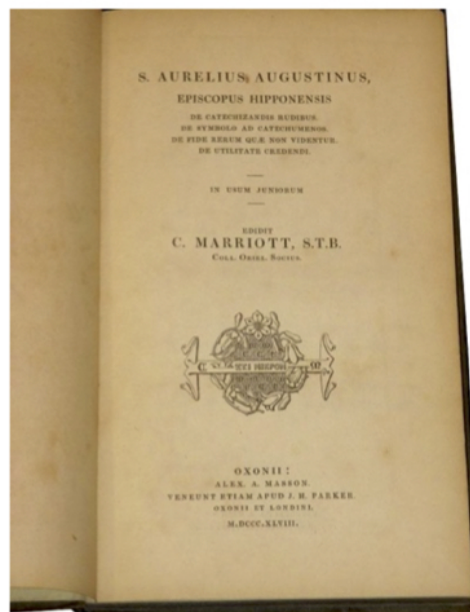 S. AURELIUS AUGUSTINUS,
EPISCOPUS HIPPONENSIS
DE CATECHIZANDIS RUDIBUS.
DE SYMBOLO AD CATECHUMENOS.
DE FIDE RERUM QUÆ NON VIDENTUR.
DE UTILITATE CREDENDI.
IN USUM JUNIORUM
EDIDIT
C. MARRIOTT, S.T.B.
COLL. ORIEL. SOCIUS.
OXONII:
ALEX. A. MASSON.
VENEUNT ETIAM APUD J. H. PARKER.
OXONII ET LONDINI.
M.DCCC.XLVIII.